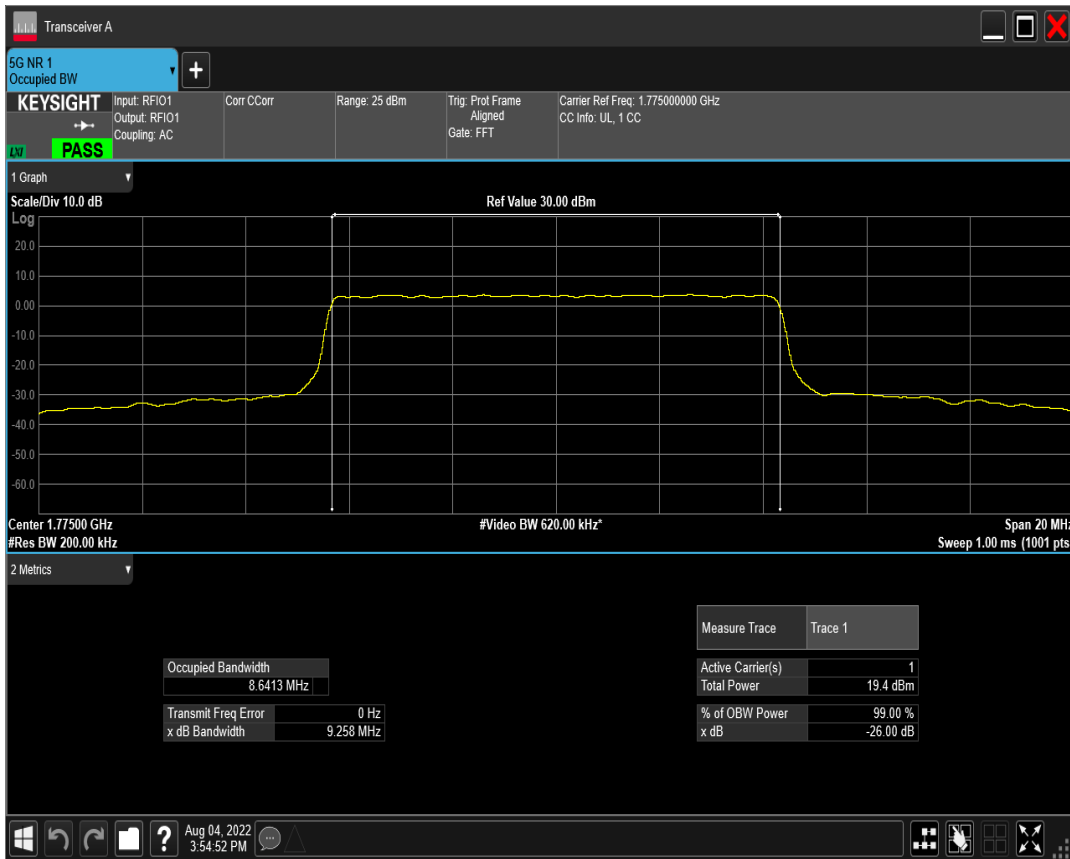 Transceiver A
5G NR 1
Occupied BW
KEYSIGHT
LXI
PASS
Input: RFIO1
Output: RFIO1
Coupling: AC
Corr CCorr
Range: 25 dBm
Trig: Prot Frame
Aligned
Gate: FFT
Carrier Ref Freq: 1.775000000 GHz
CC Info: UL, 1 CC
1 Graph
Scale/Div 10.0 dB
Ref Value 30.00 dBm
Log
20.0
10.0
0.00
-10.0
-20.0
-30.0
-40.0
-50.0
-60.0
Center 1.77500 GHz
#Video BW 620.00 kHz*
Span 20 MHz
#Res BW 200.00 kHz
Sweep 1.00 ms (1001 pts
2 Metrics
Measure Trace Trace 1
Occupied Bandwidth
8.6413 MHz
Active Carrier(s) 1
Total Power 19.4 dBm
Transmit Freq Error 0 Hz
x dB Bandwidth 9.258 MHz
% of OBW Power 99.00 %
x dB -26.00 dB
?
Aug 04, 2022
3:54:52 PM